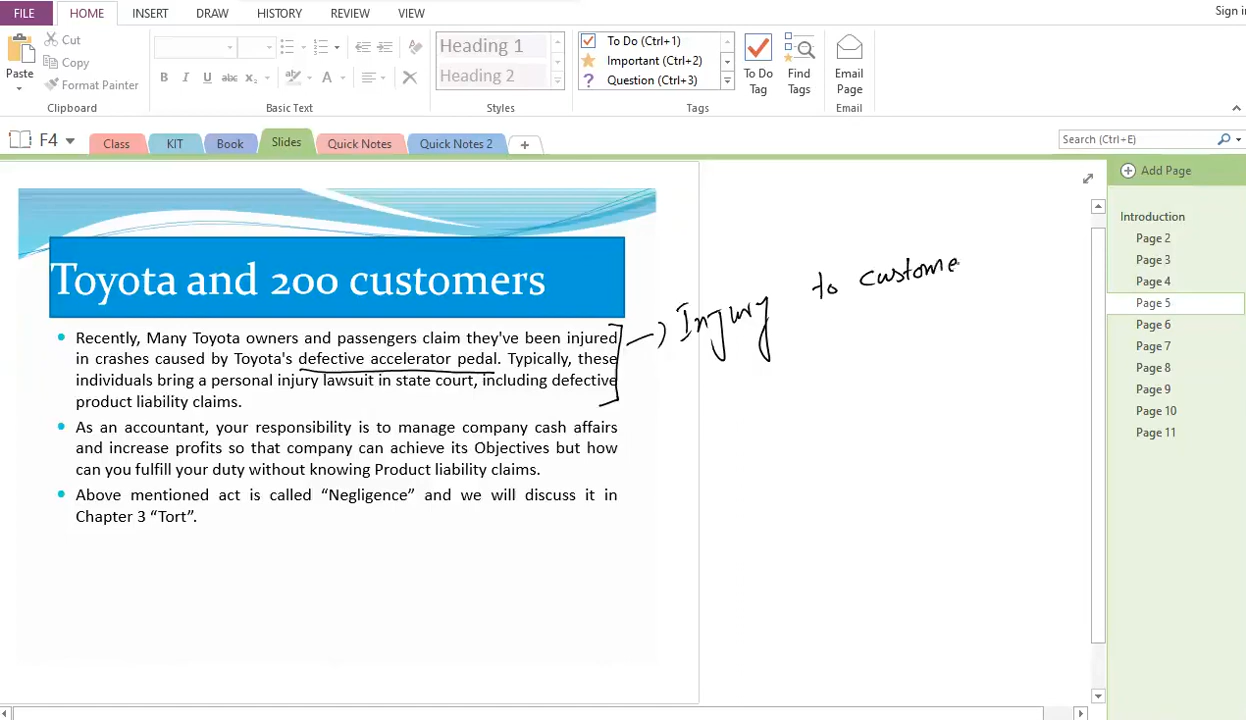 FILE HOME INSERT DRAW HISTORY REVIEW VIEW Sign in
Cut
Copy
Format Painter
Paste
Clipboard
B I U abc x₂ A
Basic Text
Heading 1
Heading 2
Styles
To Do (Ctrl+1)
Important (Ctrl+2)
? Question (Ctrl+3)
Tags
To Do Tag
Find Tags
Email Page
Email
F4 Class KIT Book Slides Quick Notes Quick Notes 2 +
Search (Ctrl+E)
Toyota and 200 customers
• Recently, Many Toyota owners and passengers claim they've been injured
in crashes caused by Toyota's defective accelerator pedal. Typically, these
individuals bring a personal injury lawsuit in state court, including defective
product liability claims.
• As an accountant, your responsibility is to manage company cash affairs
and increase profits so that company can achieve its Objectives but how
can you fulfill your duty without knowing Product liability claims.
• Above mentioned act is called “Negligence” and we will discuss it in
Chapter 3 “Tort”.
Injury to custome
Add Page
Introduction
Page 2
Page 3
Page 4
Page 5
Page 6
Page 7
Page 8
Page 9
Page 10
Page 11